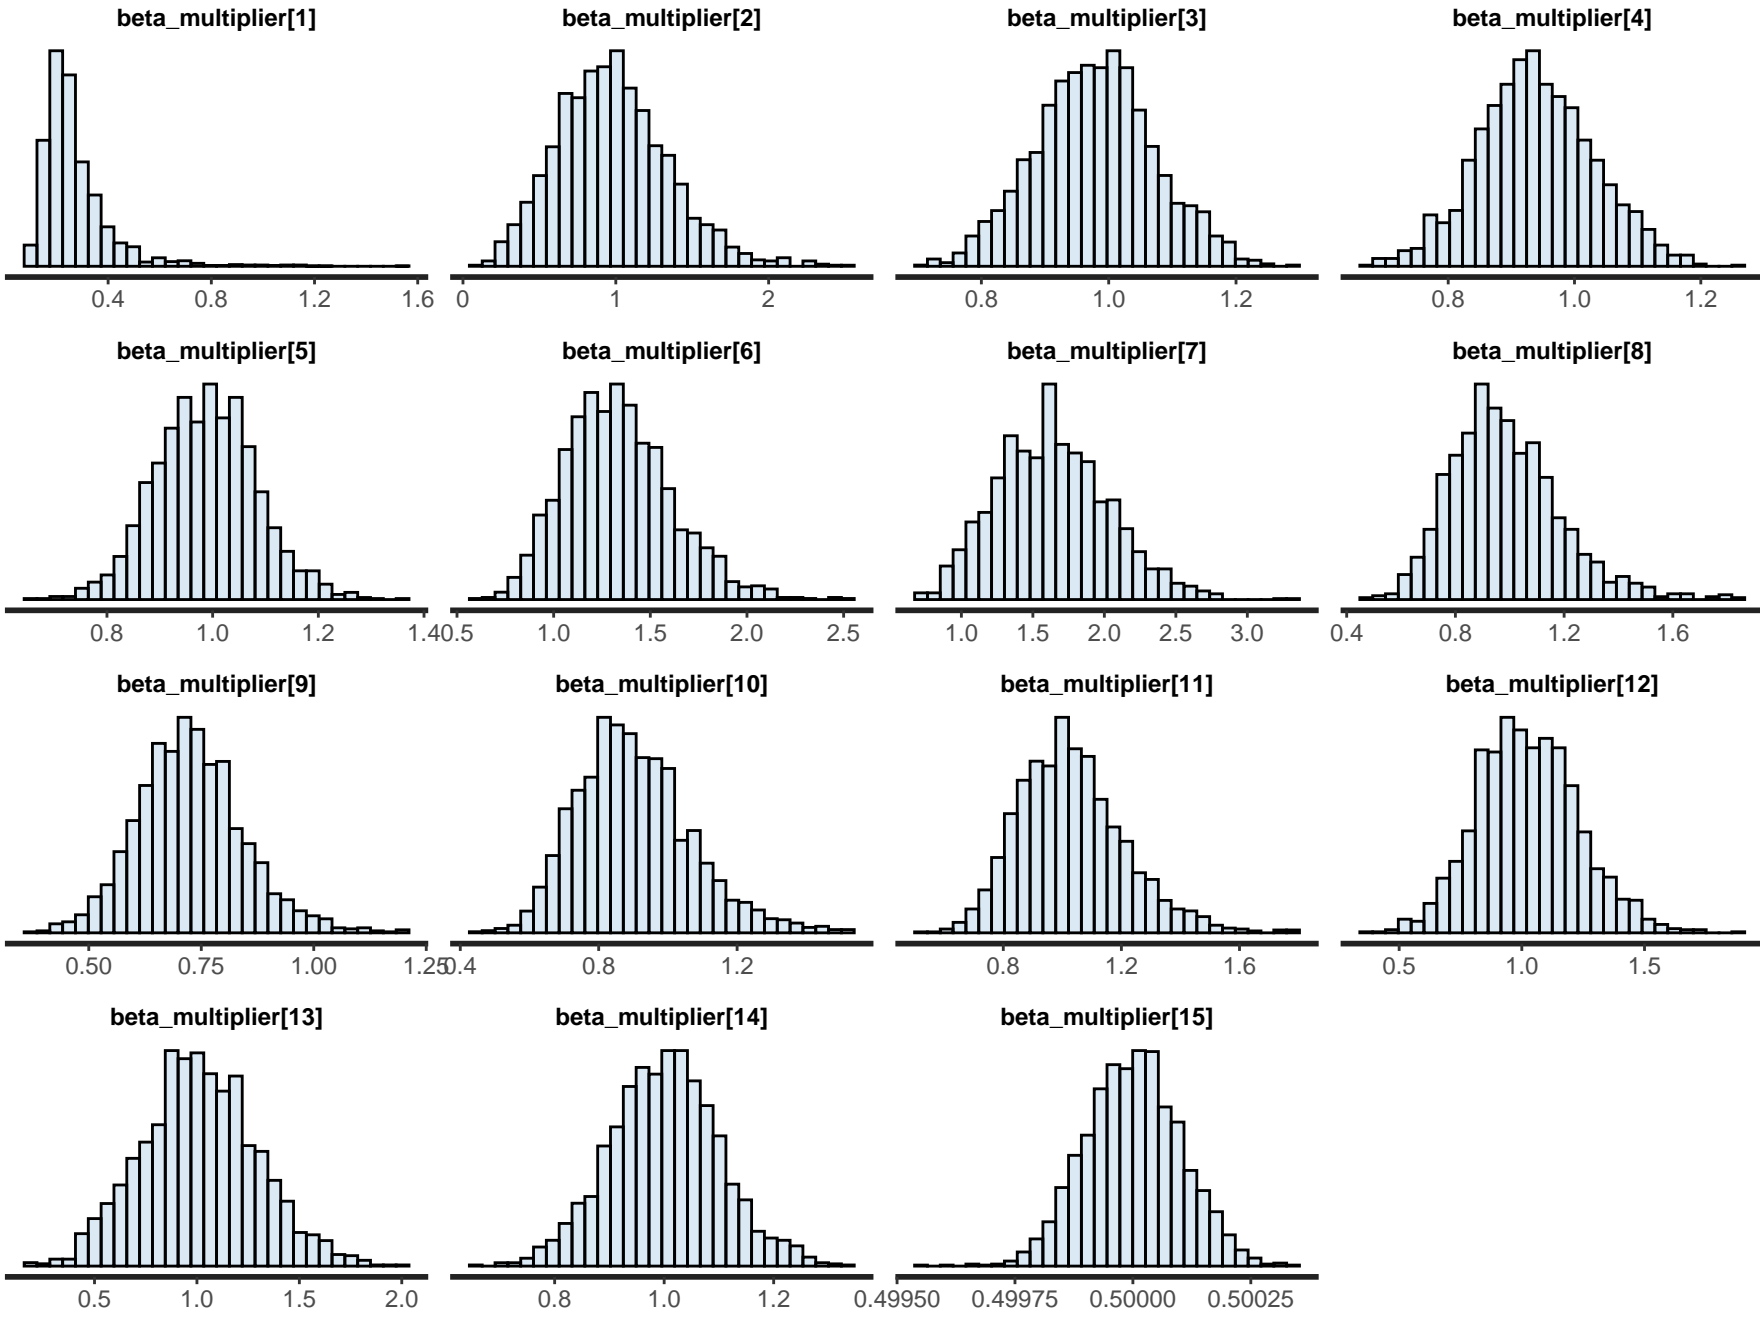 beta_multiplier[1] beta_multiplier[2] beta_multiplier[3] beta_multiplier[4]
0.4 0.8 1.2 1.6 0 1 2 0.8 1.0 1.2 0.8 1.0 1.2
beta_multiplier[5] beta_multiplier[6] beta_multiplier[7] beta_multiplier[8]
0.8 1.0 1.2 1.4 0.5 1.0 1.5 2.0 2.5 1.0 1.5 2.0 2.5 3.0 0.4 0.8 1.2 1.6
beta_multiplier[9] beta_multiplier[10] beta_multiplier[11] beta_multiplier[12]
0.50 0.75 1.00 1.25 0.4 0.8 1.2 0.8 1.2 1.6 0.5 1.0 1.5
beta_multiplier[13] beta_multiplier[14] beta_multiplier[15]
0.5 1.0 1.5 2.0 0.8 1.0 1.2 0.49950 0.49975 0.50000 0.50025